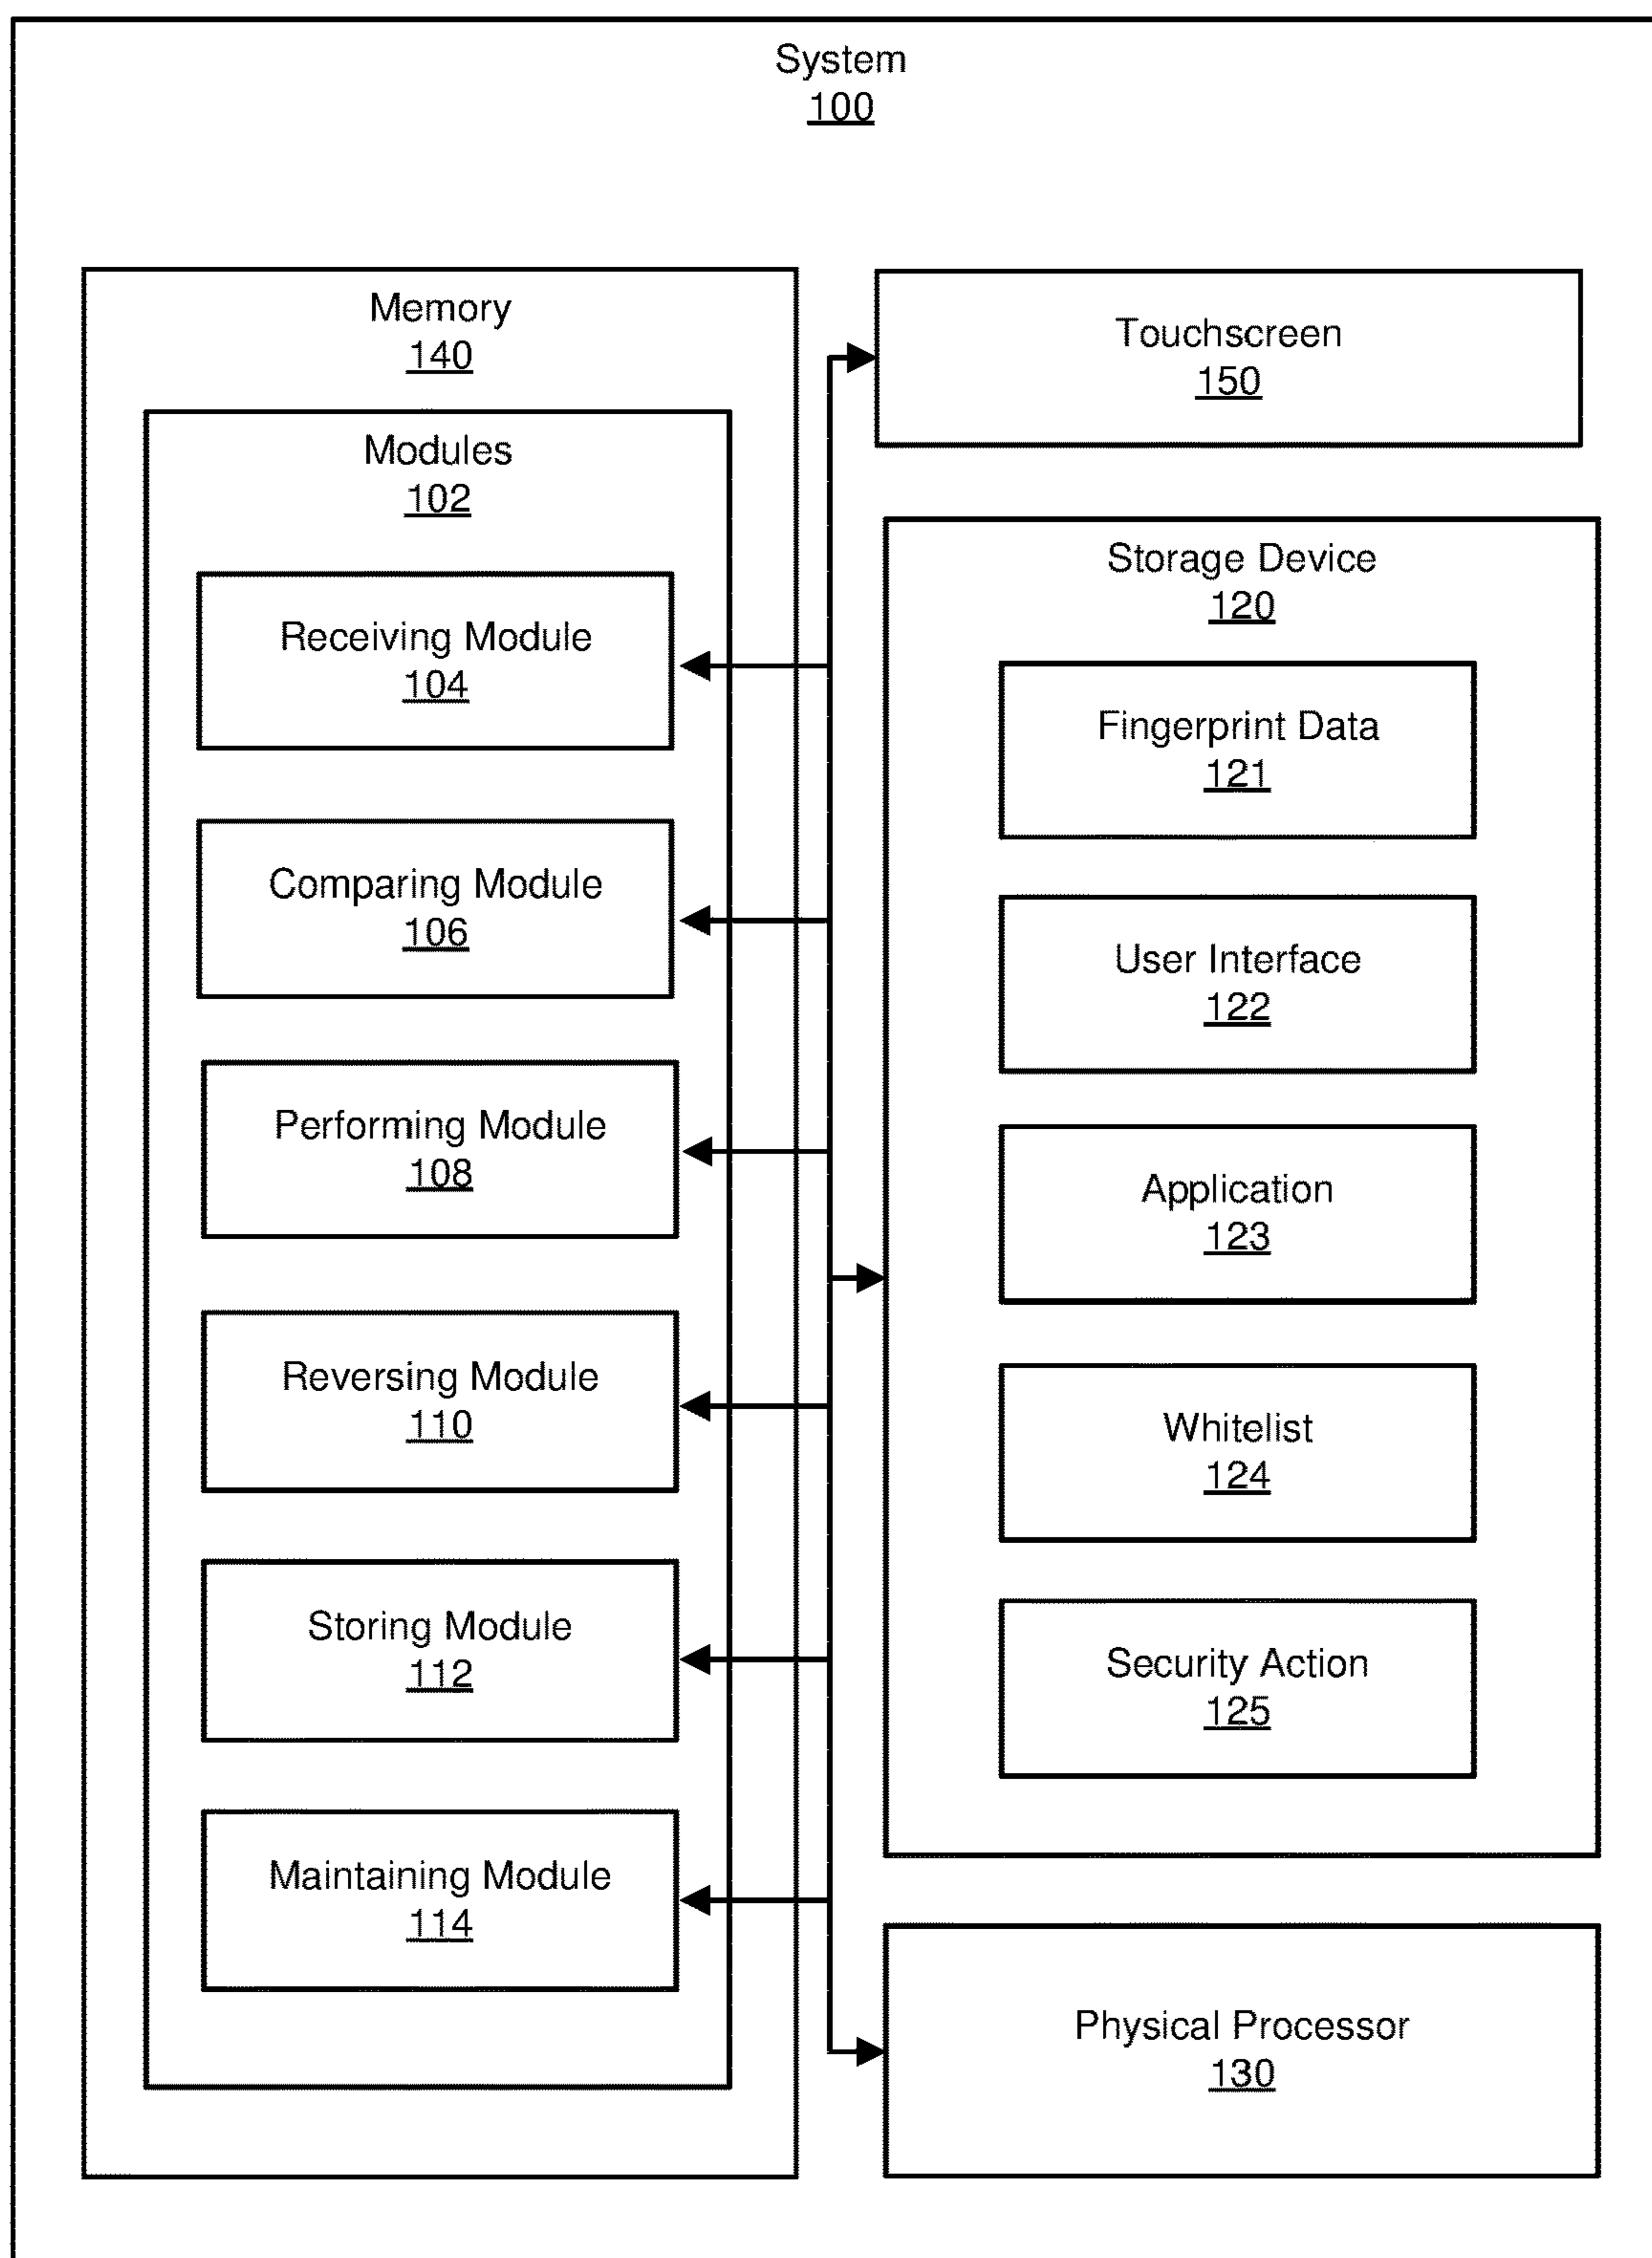 System
100
Memory
140
Modules
102
Receiving Module
104
Comparing Module
106
Performing Module
108
Reversing Module
110
Storing Module
112
Maintaining Module
114
Touchscreen
150
Storage Device
120
Fingerprint Data
121
User Interface
122
Application
123
Whitelist
124
Security Action
125
Physical Processor
130